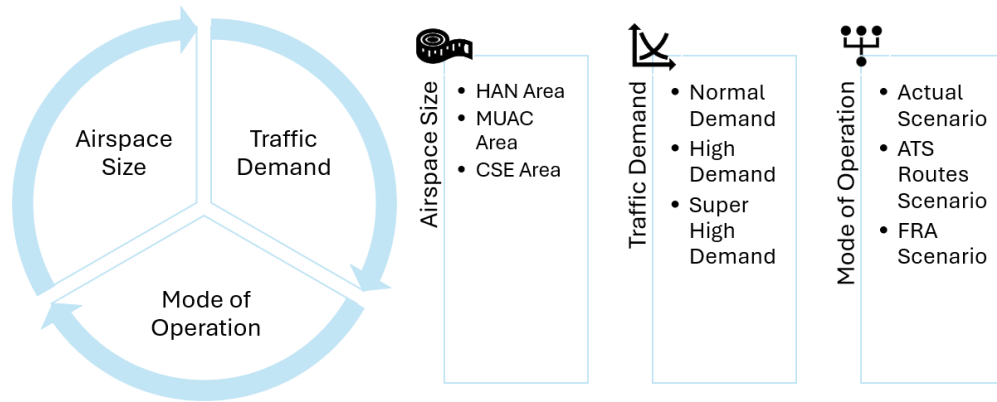 Airspace
Size
Traffic
Demand
Mode of
Operation
Airspace Size
• HAN Area
• MUAC
Area
• CSE Area
Traffic Demand
• Normal
Demand
• High
Demand
• Super
High
Demand
Mode of Operation
• Actual
Scenario
• ATS
Routes
Scenario
• FRA
Scenario